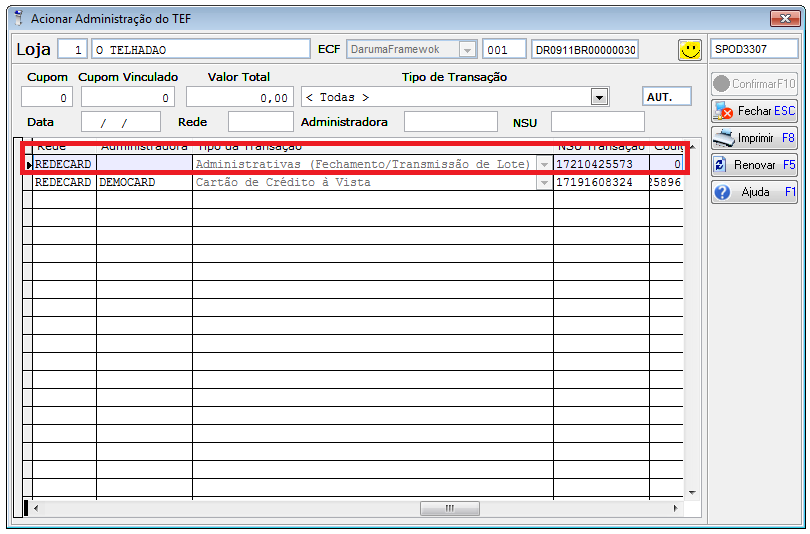 Acionar Administração do TEF
Loja 1 O TELHADAO ECF DarumaFramewok 001 DR0911BR00000030 SPOD3307
Cupom Cupom Vinculado Valor Total Tipo de Transação
0 0 0,00 < Todas > AUT.
Data / / Rede Administradora NSU
Confirmar F10
Fechar ESC
Imprimir F8
Renovar F5
Ajuda F1
Rede Administradora Tipo da Transação NSU Transação
REDECARD Administrativas (Fechamento/Transmissão de Lote) 17210425573 0
REDECARD DEMOCARD Cartão de Crédito à Vista 17191608324 25896